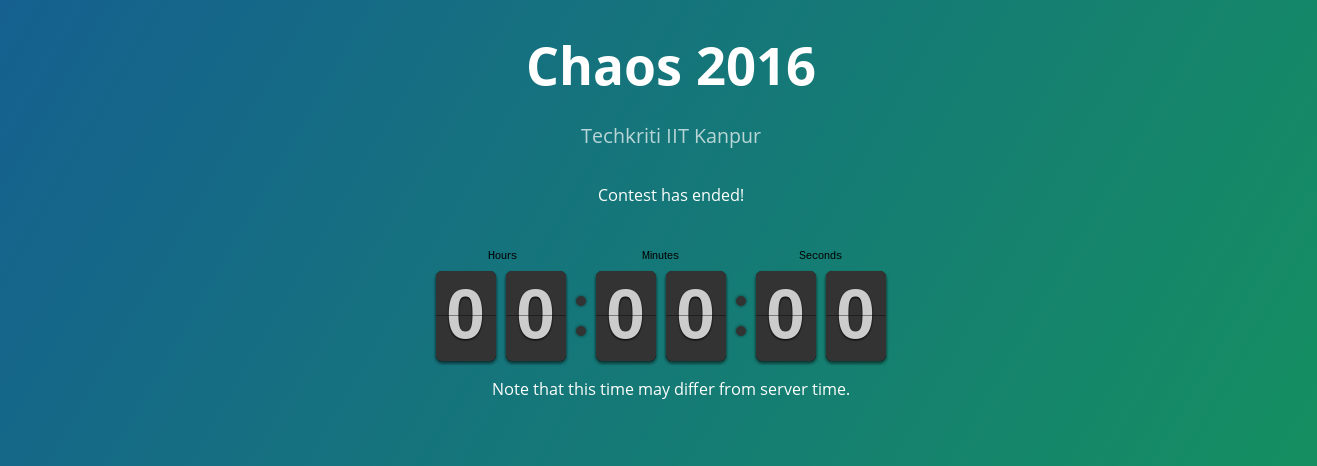 Chaos 2016
Techkriti IIT Kanpur
Contest has ended!
Hours Minutes Seconds
00:00:00
Note that this time may differ from server time.